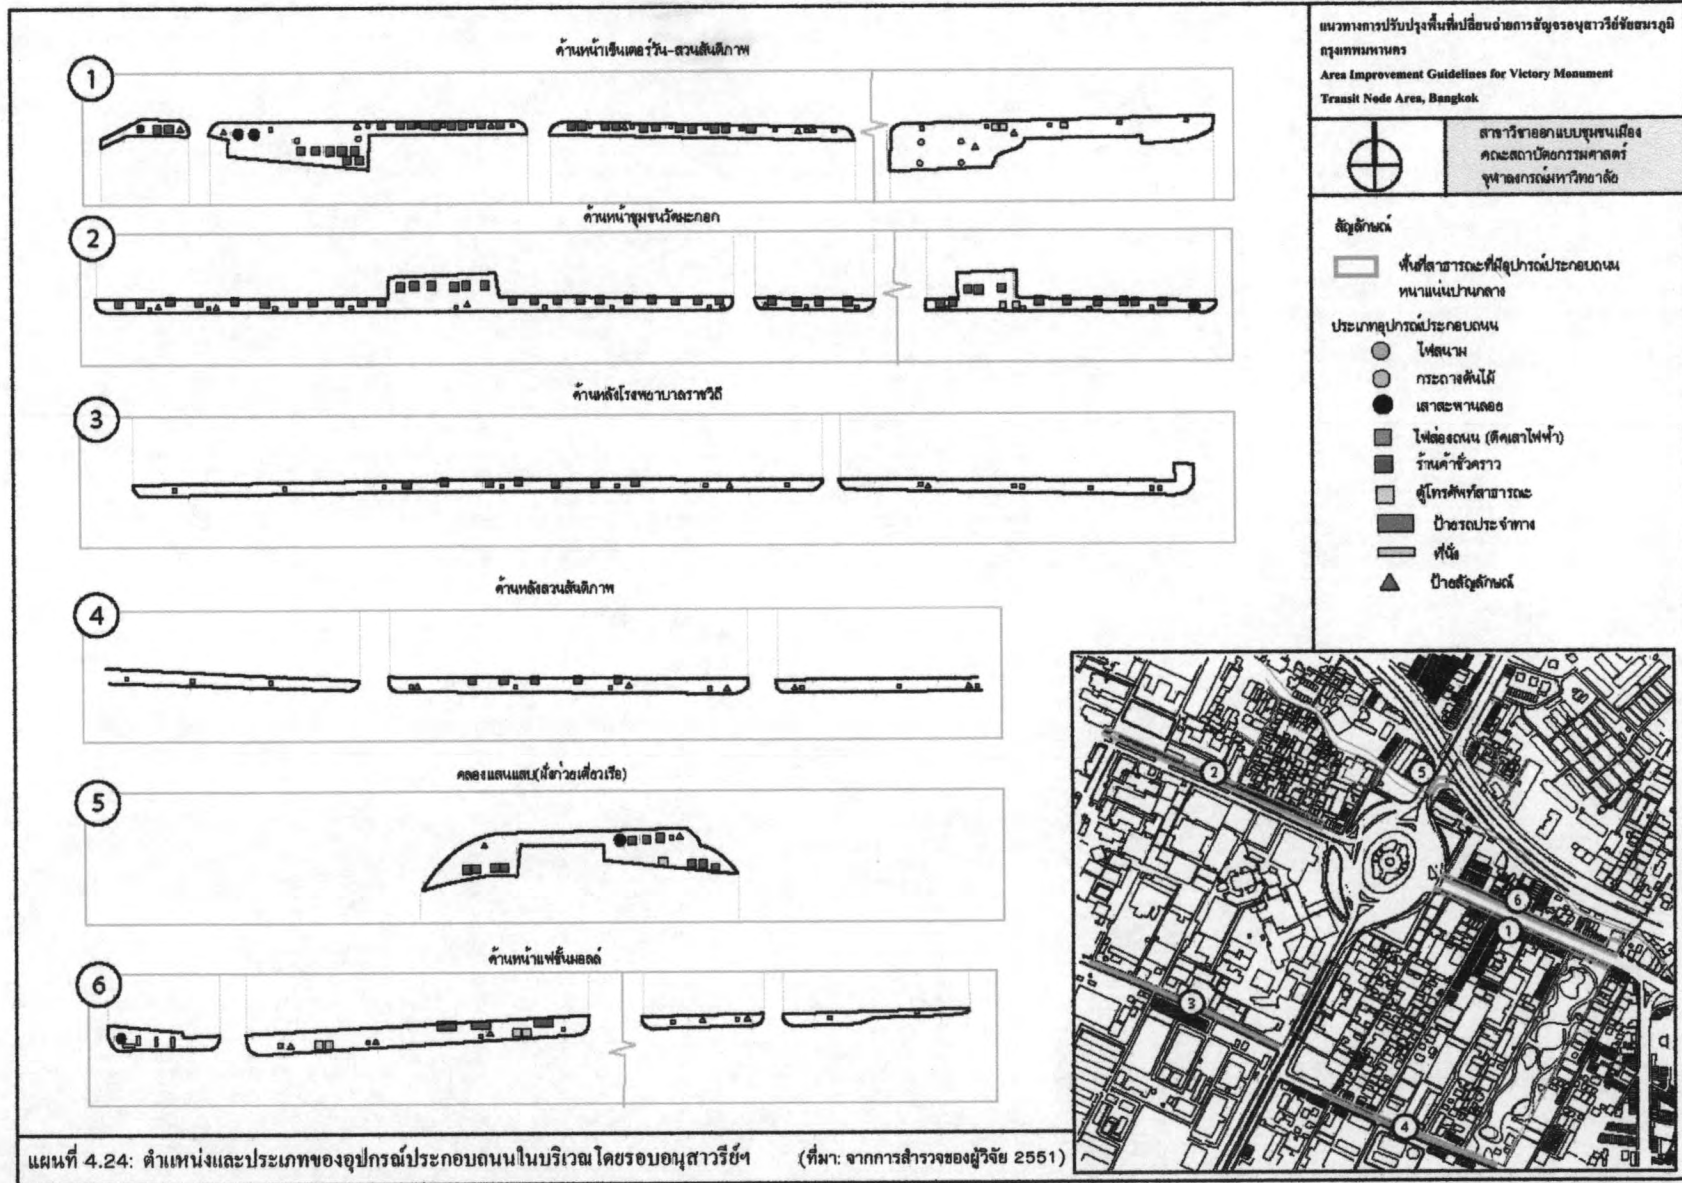 แนวทางการปรับปรุงพื้นที่เปลี่ยนถ่ายการสัญจรอนุสาวรีย์ชัยสมรภูมิ
กรุงเทพมหานคร
Area Improvement Guidelines for Victory Monument
Transit Node Area, Bangkok
สาขาวิชาออกแบบชุมชนเมือง
คณะสถาปัตยกรรมศาสตร์
จุฬาลงกรณ์มหาวิทยาลัย
สัญลักษณ์
พื้นที่สาธารณะที่มีอุปกรณ์ประกอบถนน
หนาแน่นปานกลาง
ประเภทอุปกรณ์ประกอบถนน
ไฟสนาม
กระถางต้นไม้
เสาสะพานลอย
ไฟส่องถนน (ติดเสาไฟฟ้า)
ร้านค้าชั่วคราว
ตู้โทรศัพท์สาธารณะ
ป้ายรถประจำทาง
ที่นั่ง
ป้ายสัญลักษณ์
1
ด้านหน้าเซ็นเตอร์วัน-สวนสันติภาพ
2
ด้านหน้าชุมชนวัดมะกอก
3
ด้านหลังโรงพยาบาลราชวิถี
4
ด้านหลังสวนสันติภาพ
5
คลองแสนแสบ(ฝั่งก๋วยเตี๋ยวเรือ)
6
ด้านหน้าแฟชั่นมอลล์
2
5
6
1
3
4
แผนที่ 4.24: ตำแหน่งและประเภทของอุปกรณ์ประกอบถนนในบริเวณโดยรอบอนุสาวรีย์ฯ (ที่มา: จากการสำรวจของผู้วิจัย 2551)